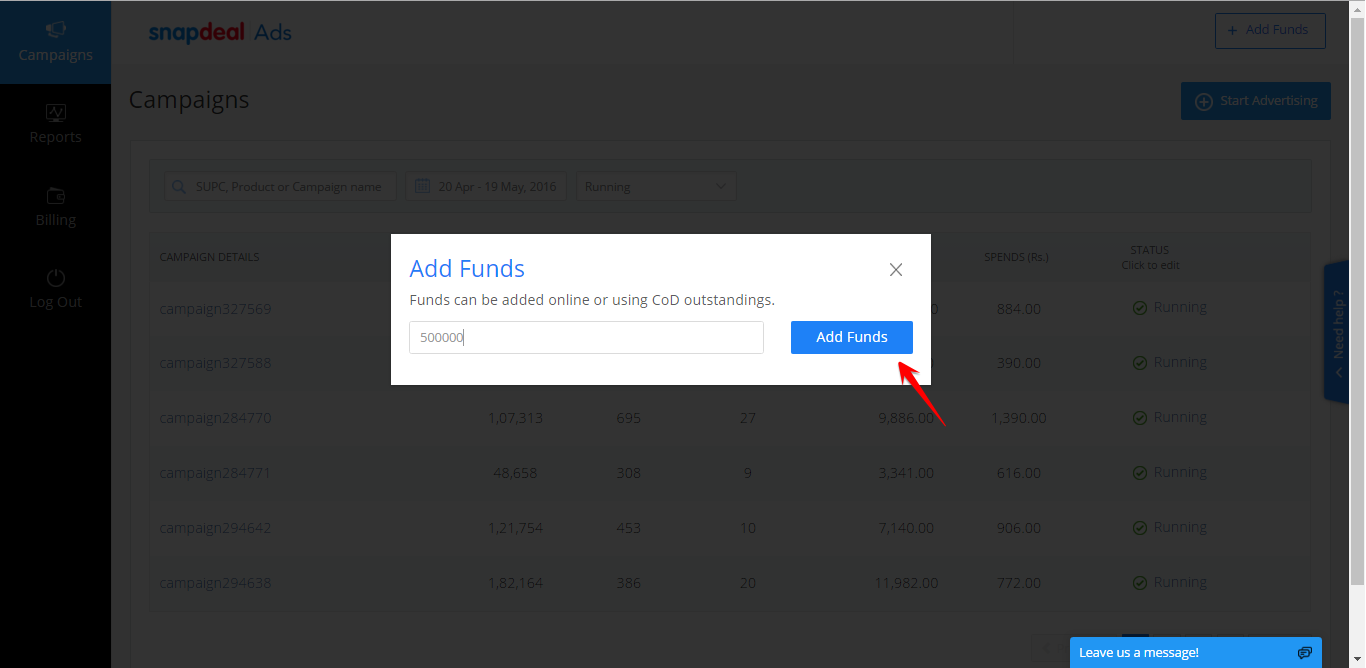 Campaigns
snapdeal Ads
+ Add Funds
Reports
Billing
Log Out
Campaigns
Start Advertising
SUPC, Product or Campaign name
20 Apr - 19 May, 2016
Running
CAMPAIGN DETAILS
SPENDS (Rs.)
STATUS
Click to edit
Add Funds
Funds can be added online or using CoD outstandings.
500000
Add Funds
campaign327569 0 884.00 Running
campaign327588 390.00 Running
campaign284770 1,07,313 695 27 9,886.00 1,390.00 Running
campaign284771 48,658 308 9 3,341.00 616.00 Running
campaign294642 1,21,754 453 10 7,140.00 906.00 Running
campaign294638 1,82,164 386 20 11,982.00 772.00 Running
Need help ?
Leave us a message!